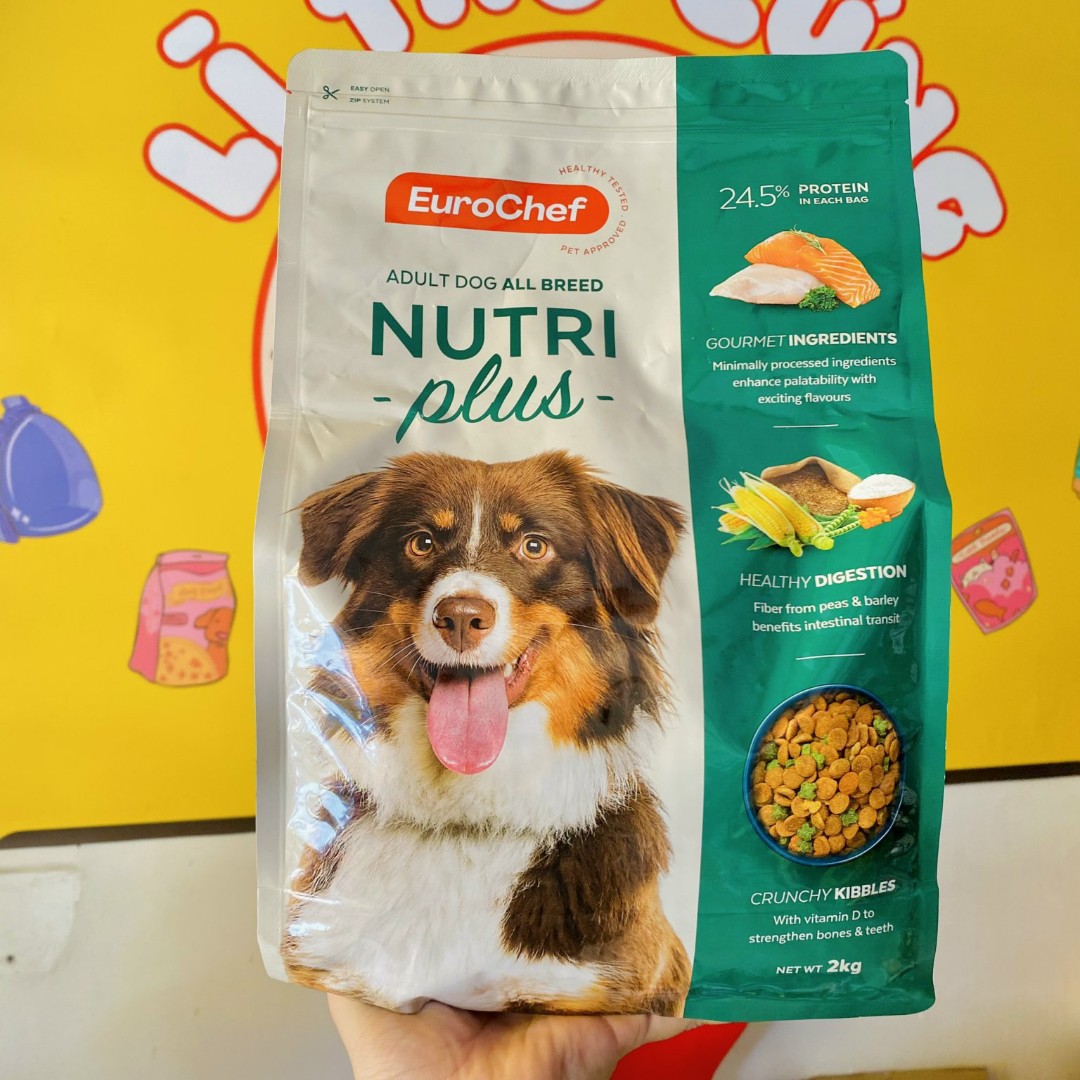 EASY OPEN
ZIP SYSTEM
EuroChef
HEALTHY TESTED · PET APPROVED
ADULT DOG ALL BREED
NUTRI
- plus -
24.5% PROTEIN
IN EACH BAG
GOURMET INGREDIENTS
Minimally processed ingredients
enhance palatability with
exciting flavours
HEALTHY DIGESTION
Fiber from peas & barley
benefits intestinal transit
CRUNCHY KIBBLES
With vitamin D to
strengthen bones & teeth
NET WT 2kg